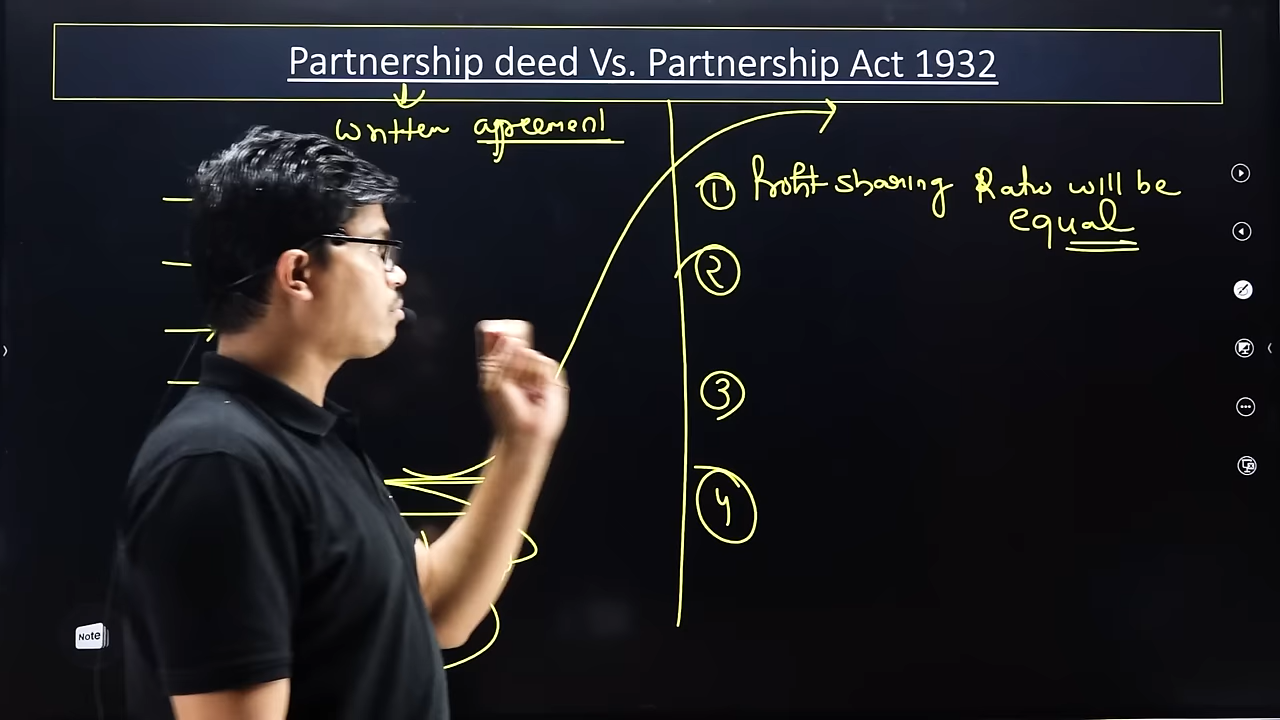 Partnership deed Vs. Partnership Act 1932
written agreement
① Profit sharing Ratio will be
equal
②
③
④
Note